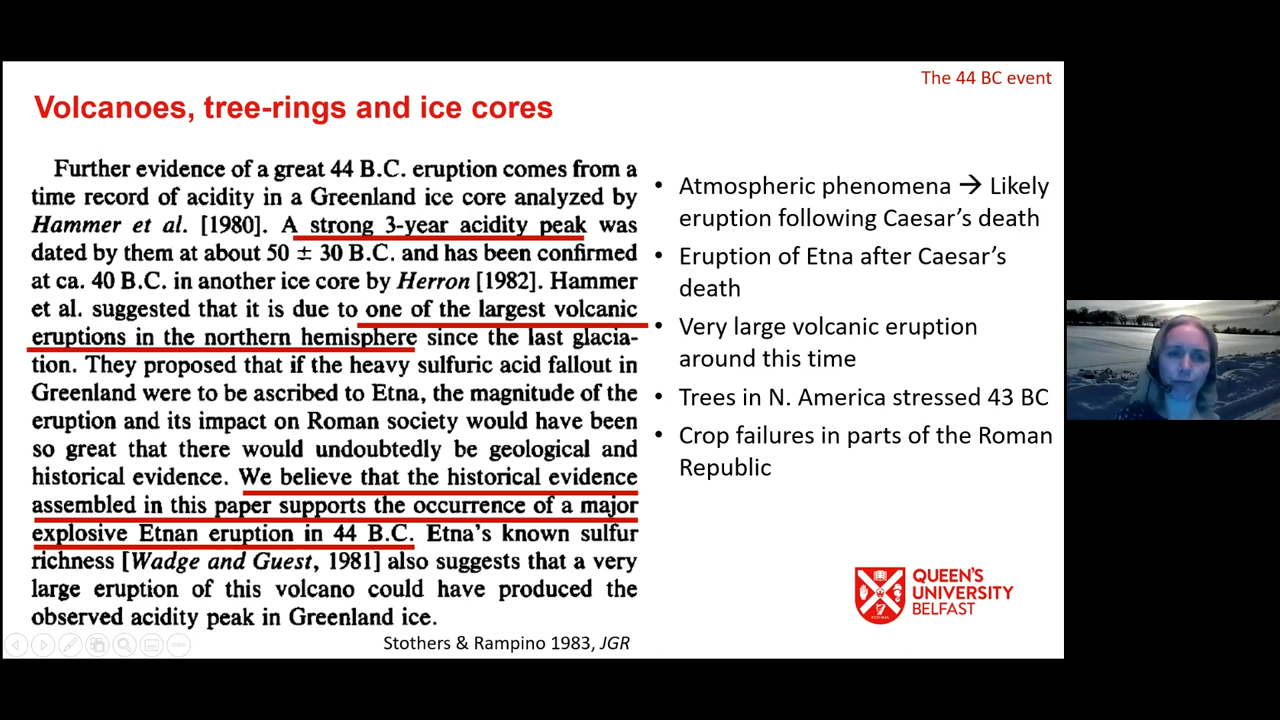 The 44 BC event
Volcanoes, tree-rings and ice cores
Further evidence of a great 44 B.C. eruption comes from a
time record of acidity in a Greenland ice core analyzed by
Hammer et al. [1980]. A strong 3-year acidity peak was
dated by them at about 50 ± 30 B.C. and has been confirmed
at ca. 40 B.C. in another ice core by Herron [1982]. Hammer
et al. suggested that it is due to one of the largest volcanic
eruptions in the northern hemisphere since the last glacia-
tion. They proposed that if the heavy sulfuric acid fallout in
Greenland were to be ascribed to Etna, the magnitude of the
eruption and its impact on Roman society would have been
so great that there would undoubtedly be geological and
historical evidence. We believe that the historical evidence
assembled in this paper supports the occurrence of a major
explosive Etnan eruption in 44 B.C. Etna's known sulfur
richness [Wadge and Guest, 1981] also suggests that a very
large eruption of this volcano could have produced the
observed acidity peak in Greenland ice.
Stothers & Rampino 1983, JGR
• Atmospheric phenomena → Likely
eruption following Caesar's death
• Eruption of Etna after Caesar's
death
• Very large volcanic eruption
around this time
• Trees in N. America stressed 43 BC
• Crop failures in parts of the Roman
Republic
QUEEN'S
UNIVERSITY
BELFAST